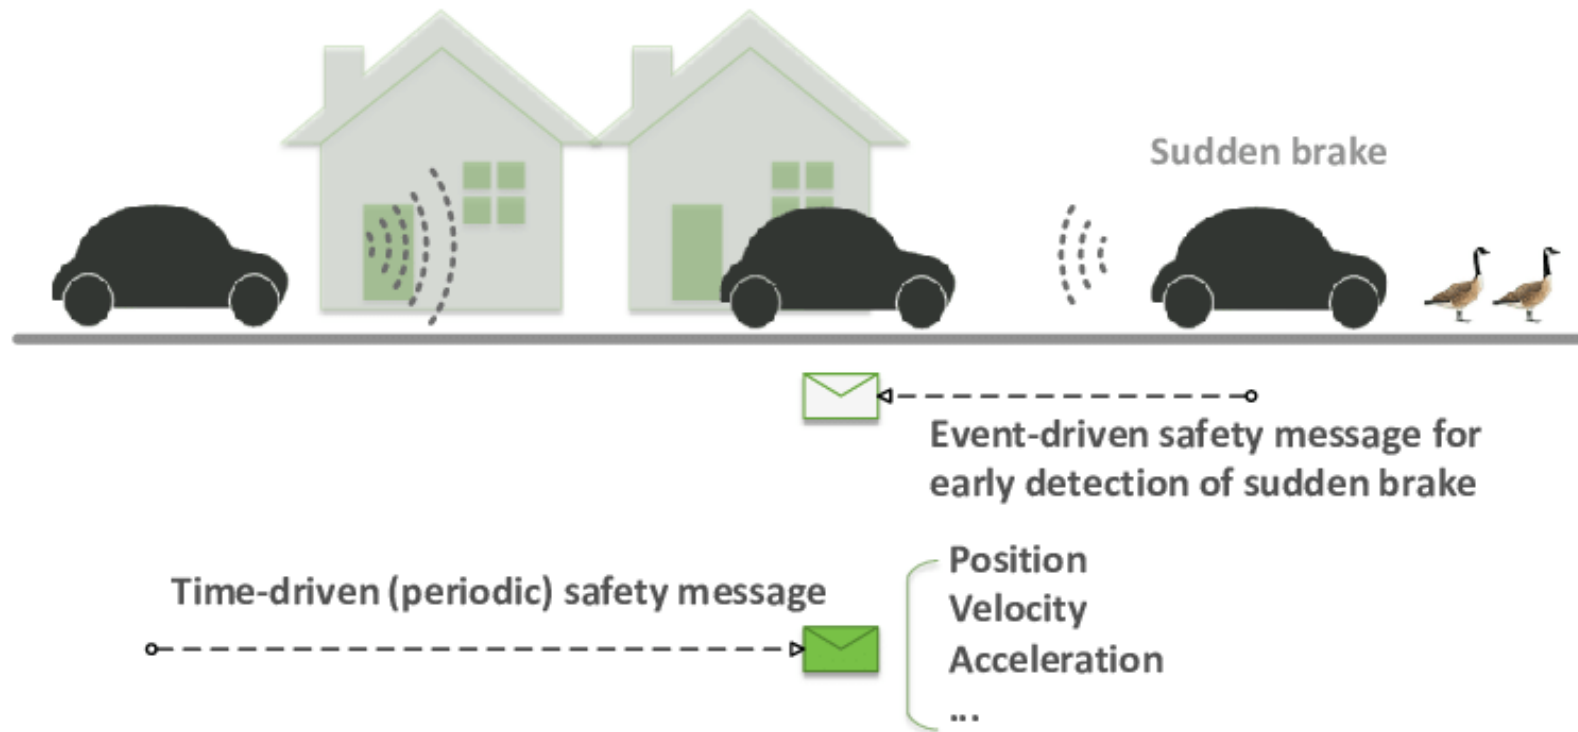 Sudden brake
Event-driven safety message for
early detection of sudden brake
Time-driven (periodic) safety message
Position
Velocity
Acceleration
...